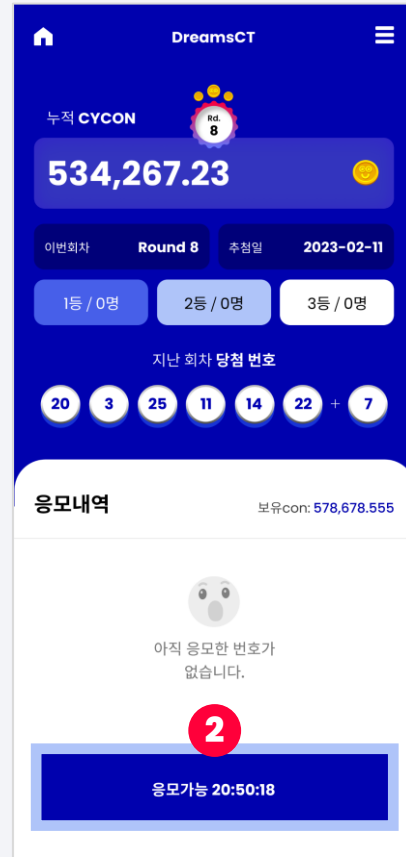 DreamsCT
누적 CYCON
Rd.
8
534,267.23
이번회차 Round 8 추첨일 2023-02-11
1등 / 0명 2등 / 0명 3등 / 0명
지난 회차 당첨 번호
20 3 25 11 14 22 + 7
응모내역 보유con: 578,678.555
아직 응모한 번호가
없습니다.
2
응모가능 20:50:18